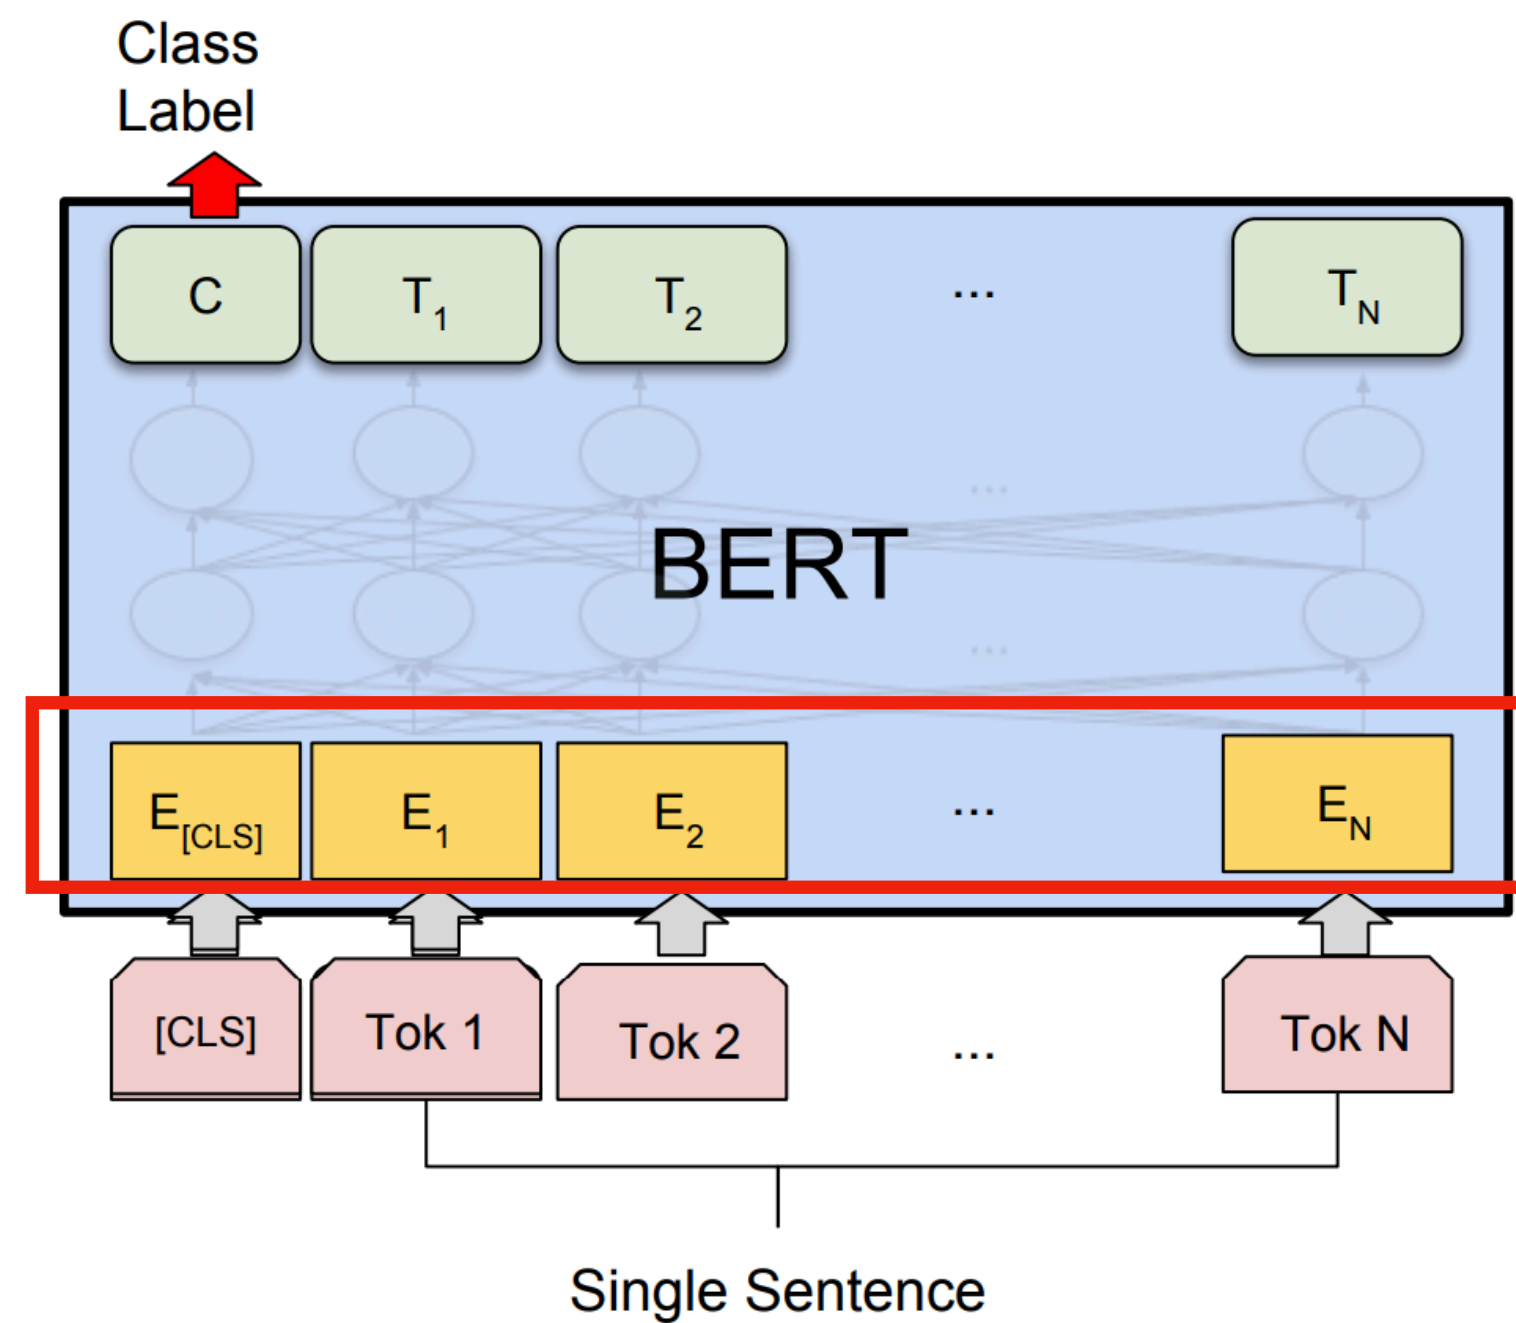 Class
Label
C T1 T2 ... TN
...
BERT
...
E[CLS] E1 E2 ... EN
[CLS] Tok 1 Tok 2 ... Tok N
Single Sentence